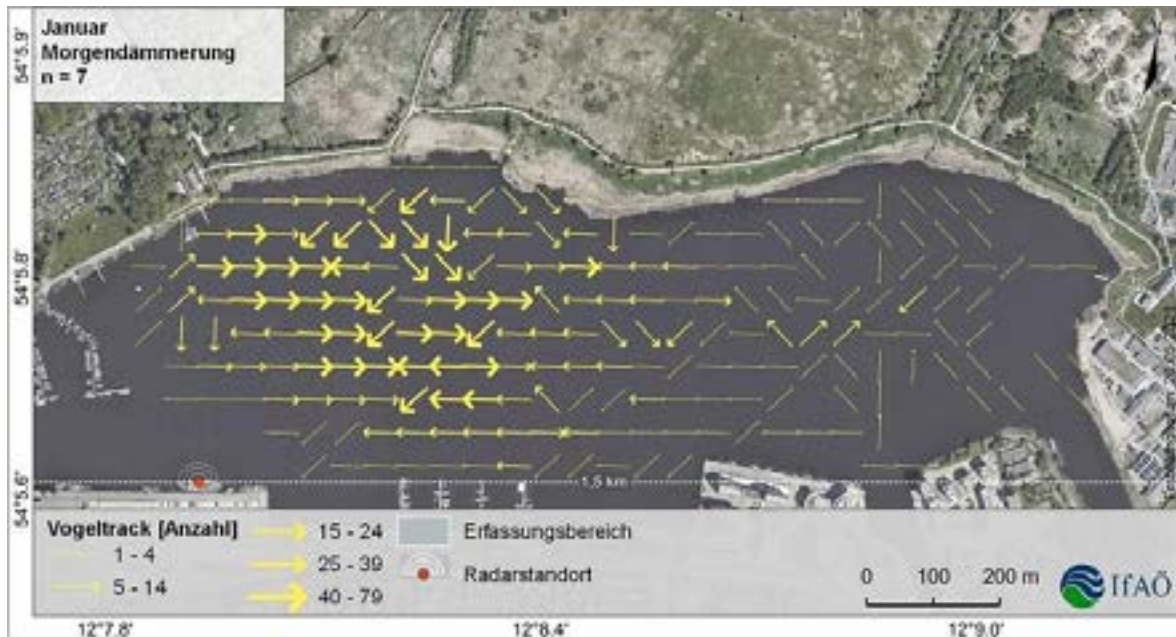 Januar
Morgendämmerung
n = 7
54°5.9'
54°5.8'
54°5.6'
1,5 km
Vogeltrack [Anzahl]
1 - 4
5 - 14
15 - 24
25 - 39
40 - 79
Erfassungsbereich
Radarstandort
0 100 200 m
IfAÖ
12°7.8'
12°8.4'
12°9.0'